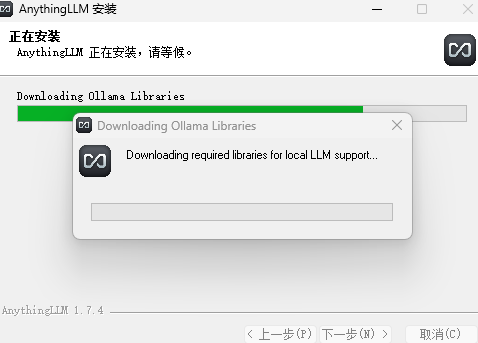 AnythingLLM 安装
正在安装
AnythingLLM 正在安装，请等候。
Downloading Ollama Libraries
Downloading Ollama Libraries
Downloading required libraries for local LLM support...
AnythingLLM 1.7.4
< 上一步(P) 下一步(N) > 取消(C)